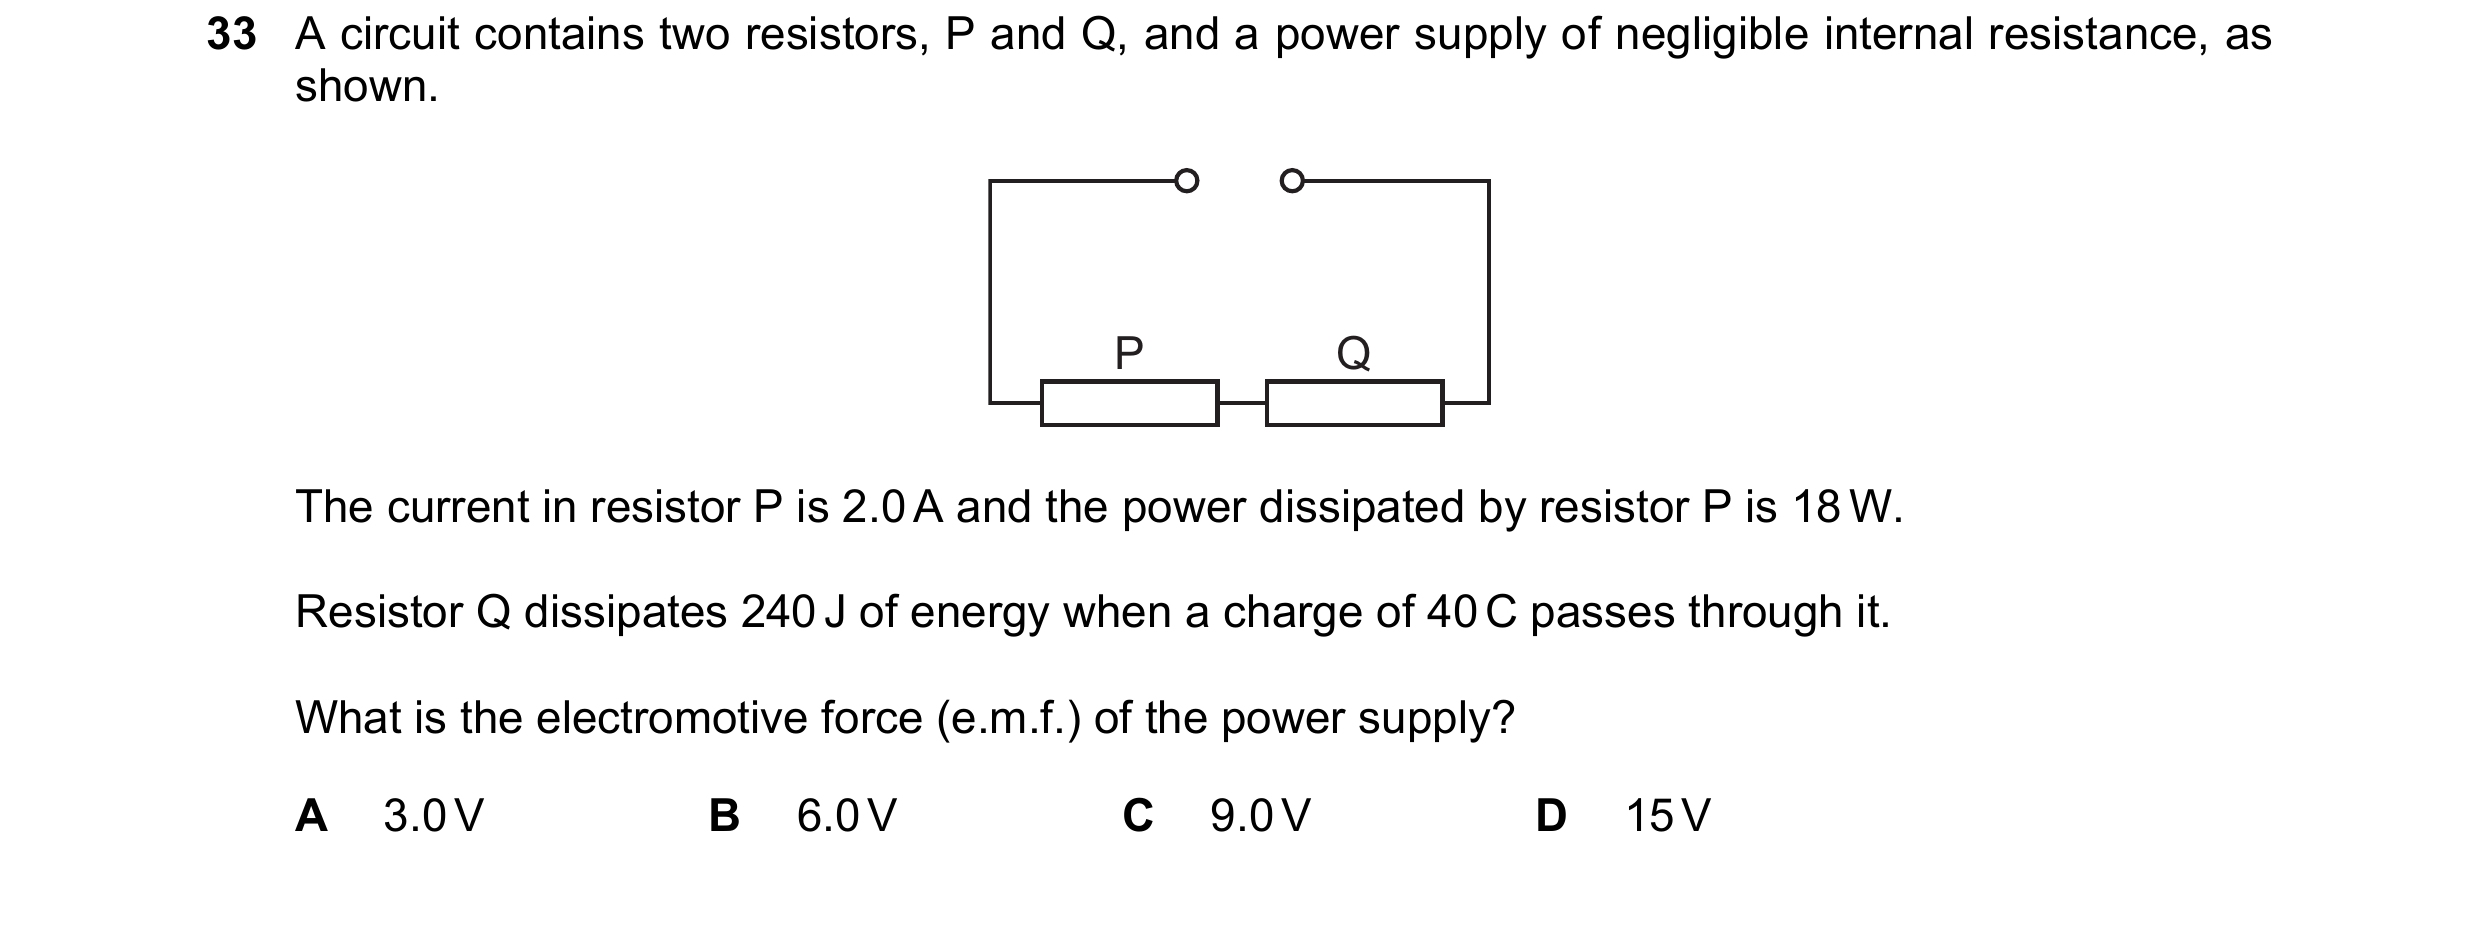 33 A circuit contains two resistors, P and Q, and a power supply of negligible internal resistance, as
shown.
P Q
The current in resistor P is 2.0 A and the power dissipated by resistor P is 18 W.
Resistor Q dissipates 240 J of energy when a charge of 40 C passes through it.
What is the electromotive force (e.m.f.) of the power supply?
A 3.0 V B 6.0 V C 9.0 V D 15 V